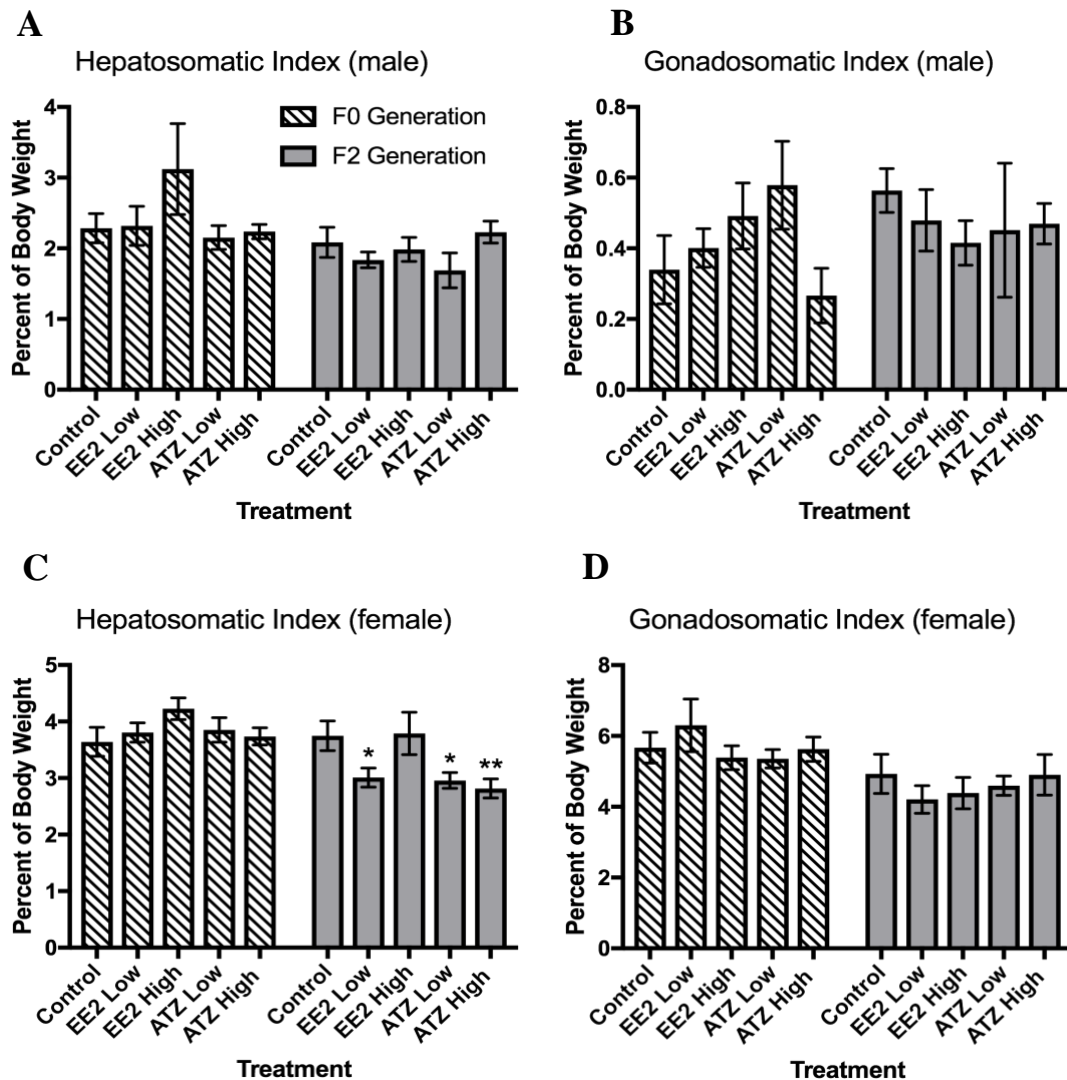 A
Hepatosomatic Index (male)
Percent of Body Weight
4
3
2
1
0
F0 Generation
F2 Generation
Control
EE2 Low
EE2 High
ATZ Low
ATZ High
Control
EE2 Low
EE2 High
ATZ Low
ATZ High
Treatment
B
Gonadosomatic Index (male)
Percent of Body Weight
0.8
0.6
0.4
0.2
0.0
Control
EE2 Low
EE2 High
ATZ Low
ATZ High
Control
EE2 Low
EE2 High
ATZ Low
ATZ High
Treatment
C
Hepatosomatic Index (female)
Percent of Body Weight
5
4
3
2
1
0
*
*
**
Control
EE2 Low
EE2 High
ATZ Low
ATZ High
Control
EE2 Low
EE2 High
ATZ Low
ATZ High
Treatment
D
Gonadosomatic Index (female)
Percent of Body Weight
8
6
4
2
0
Control
EE2 Low
EE2 High
ATZ Low
ATZ High
Control
EE2 Low
EE2 High
ATZ Low
ATZ High
Treatment